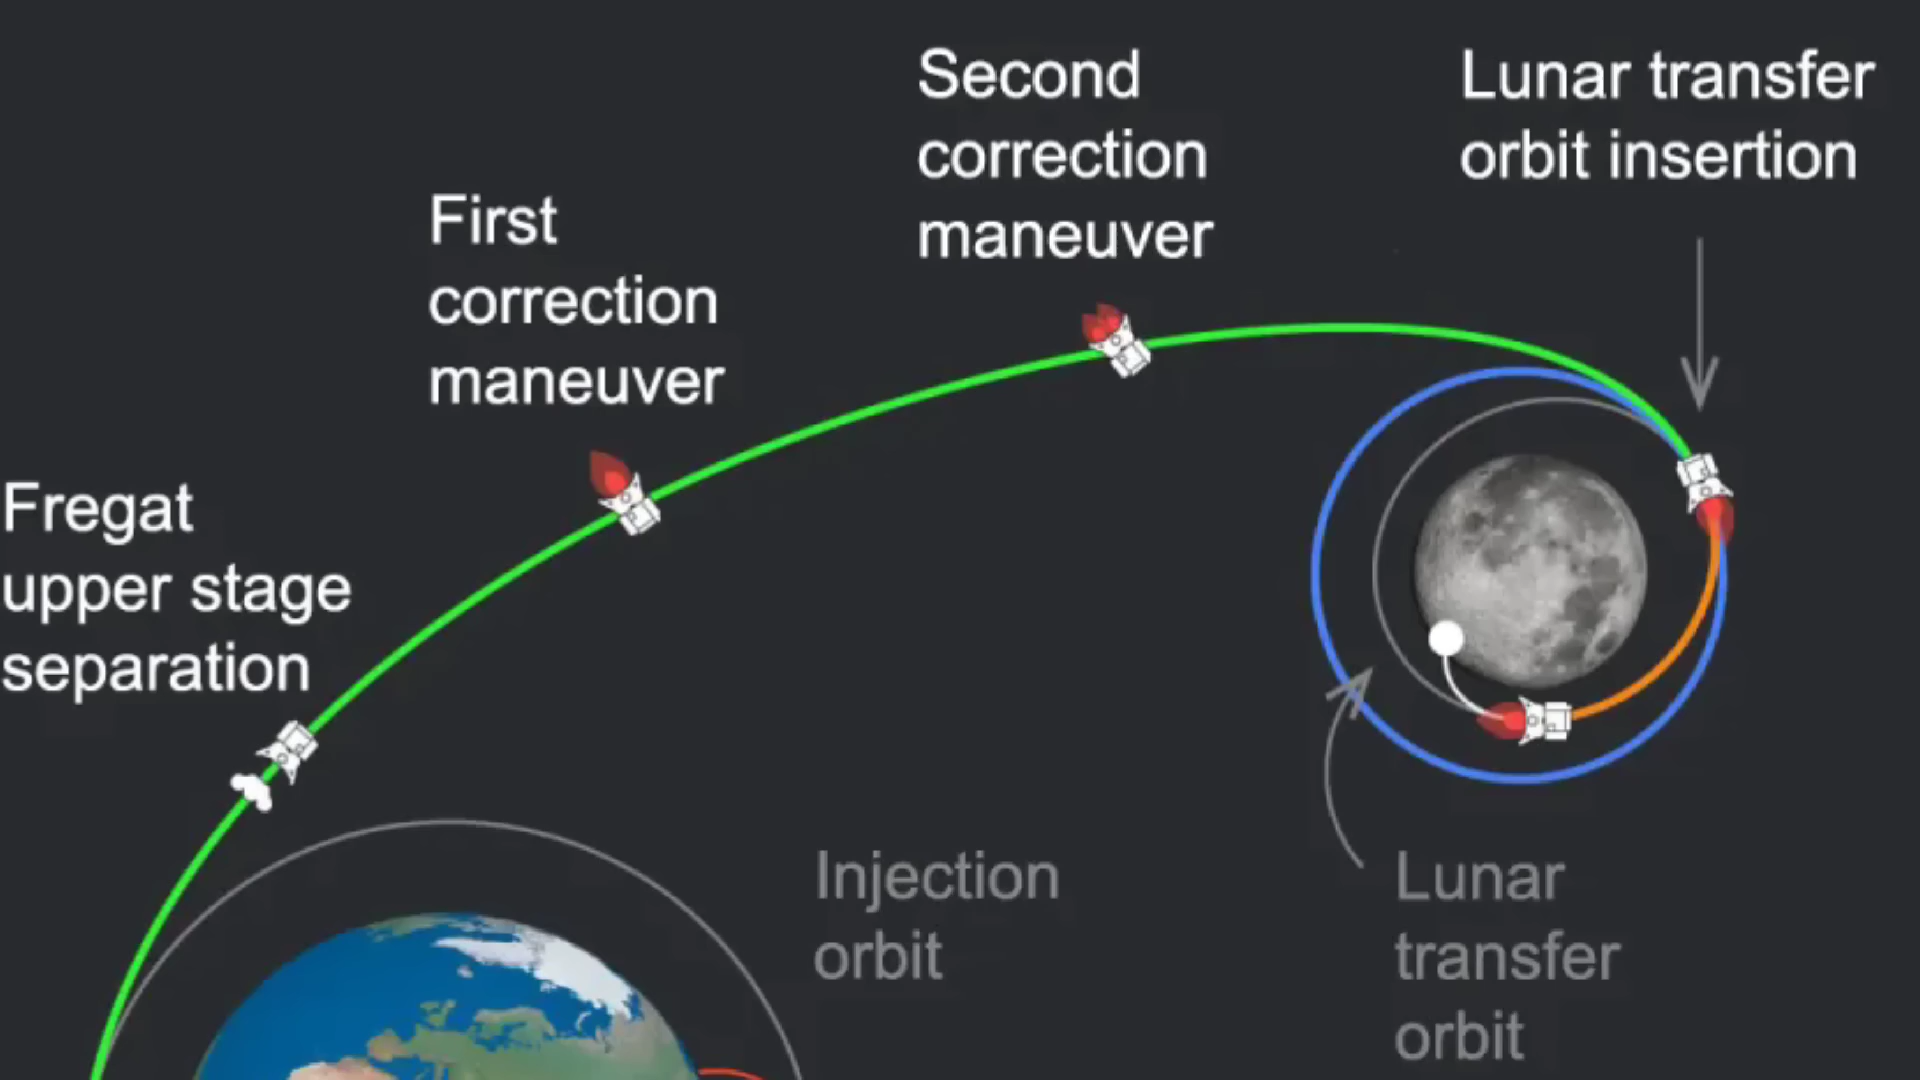 Second
correction
maneuver
Lunar transfer
orbit insertion
First
correction
maneuver
Fregat
upper stage
separation
Injection
orbit
Lunar
transfer
orbit